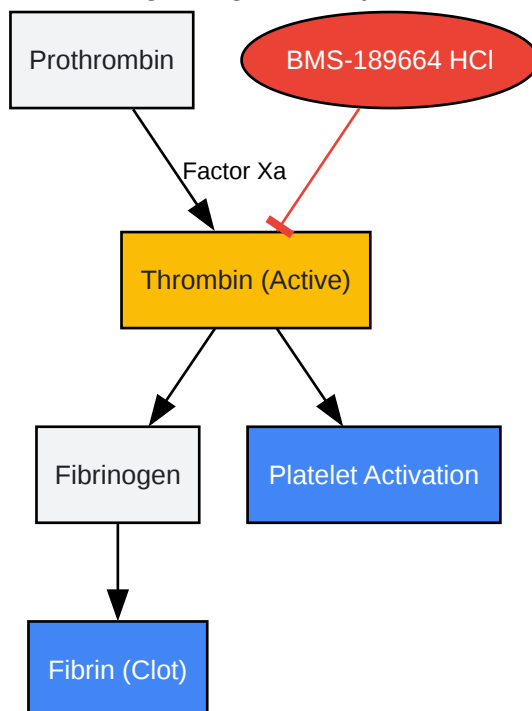 Prothrombin
BMS-189664 HCl
Factor Xa
Thrombin (Active)
Fibrinogen
Platelet Activation
Fibrin (Clot)